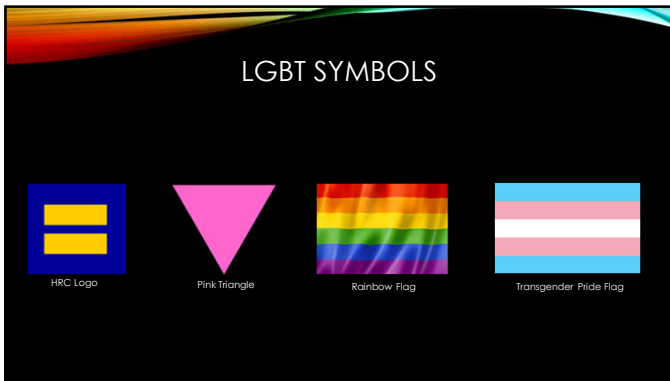 LGBT SYMBOLS
HRC Logo
Pink Triangle
Rainbow Flag
Transgender Pride Flag